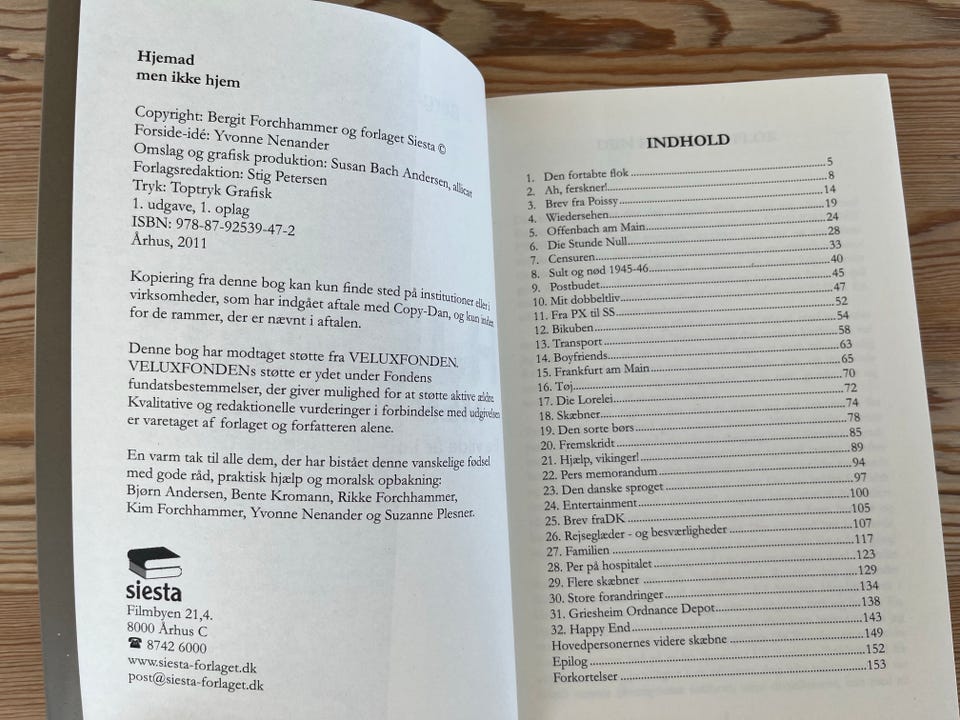 Hjemad
men ikke hjem
Copyright: Bergit Forchhammer og forlaget Siesta ©
Forside-idé: Yvonne Nenander
Omslag og grafisk produktion: Susan Bach Andersen, allicat
Forlagsredaktion: Stig Petersen
Tryk: Toptryk Grafisk
1. udgave, 1. oplag
ISBN: 978-87-92539-47-2
Århus, 2011
Kopiering fra denne bog kan kun finde sted på institutioner eller i
virksomheder, som har indgået aftale med Copy-Dan, og kun inden
for de rammer, der er nævnt i aftalen.
Denne bog har modtaget støtte fra VELUXFONDEN.
VELUXFONDENs støtte er ydet under Fondens
fundatsbestemmelser, der giver mulighed for at støtte aktive ældre.
Kvalitative og redaktionelle vurderinger i forbindelse med udgivelsen
er varetaget af forlaget og forfatteren alene.
En varm tak til alle dem, der har bistået denne vanskelige fødsel
med gode råd, praktisk hjælp og moralsk opbakning:
Bjørn Andersen, Bente Kromann, Rikke Forchhammer,
Kim Forchhammer, Yvonne Nenander og Suzanne Plesner.
siesta
Filmbyen 21,4.
8000 Århus C
☎ 8742 6000
www.siesta-forlaget.dk
post@siesta-forlaget.dk
INDHOLD
1. Den fortabte flok 5
2. Ah, ferskner! 8
3. Brev fra Poissy 14
4. Wiedersehen 19
5. Offenbach am Main 24
6. Die Stunde Null 28
7. Censuren 33
8. Sult og nød 1945-46 40
9. Postbudet 45
10. Mit dobbeltliv 47
11. Fra PX til SS 52
12. Bikuben 54
13. Transport 58
14. Boyfriends 63
15. Frankfurt am Main 65
16. Tøj 70
17. Die Lorelei 72
18. Skæbner 74
19. Den sorte børs 78
20. Fremskridt 85
21. Hjælp, vikinger! 89
22. Pers memorandum 94
23. Den danske sproget 97
24. Entertainment 100
25. Brev fraDK 105
26. Rejseglæder - og besværligheder 107
27. Familien 117
28. Per på hospitalet 123
29. Flere skæbner 129
30. Store forandringer 134
31. Griesheim Ordnance Depot 138
32. Happy End 143
Hovedpersonernes videre skæbne 149
Epilog 152
Forkortelser 153